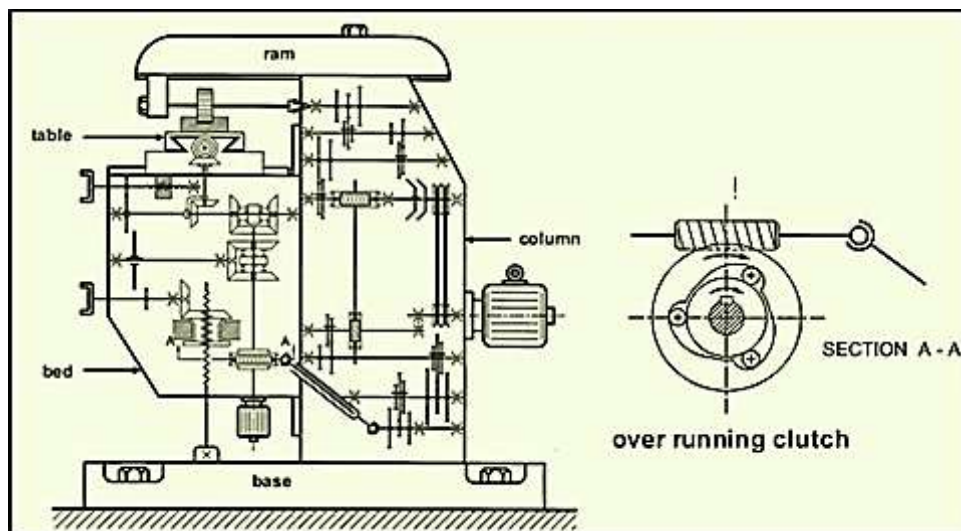 ram
table
column
A
A
bed
base
SECTION A - A
over running clutch